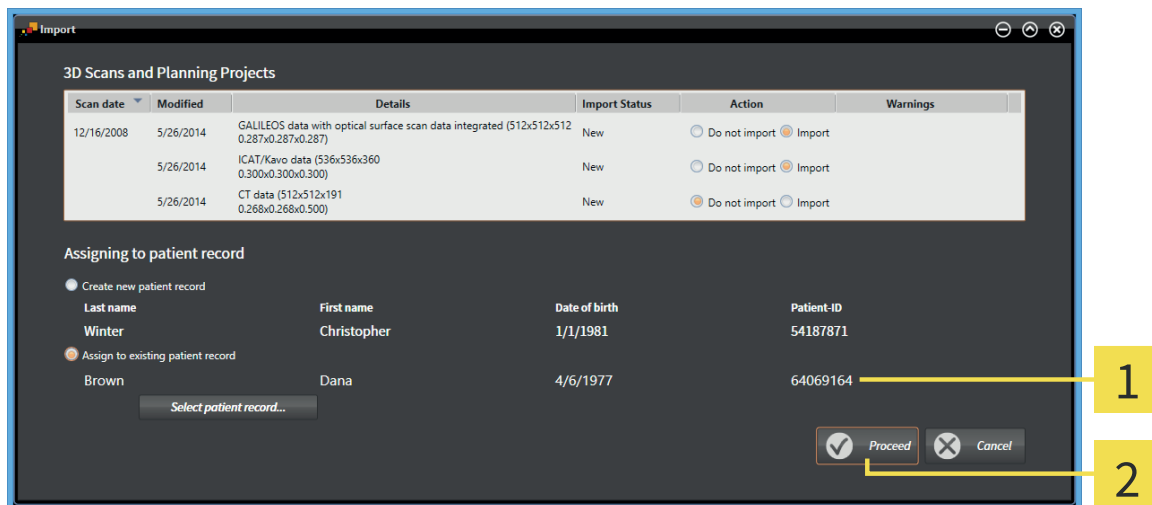 Import
3D Scans and Planning Projects
Scan date Modified Details Import Status Action Warnings
12/16/2008 5/26/2014 GALILEOS data with optical surface scan data integrated (512x512x512 New Do not import Import
0.287x0.287x0.287)
5/26/2014 ICAT/Kavo data (536x536x360 New Do not import Import
0.300x0.300x0.300)
5/26/2014 CT data (512x512x191 New Do not import Import
0.268x0.268x0.500)
Assigning to patient record
Create new patient record
Last name First name Date of birth Patient-ID
Winter Christopher 1/1/1981 54187871
Assign to existing patient record
Brown Dana 4/6/1977 64069164 1
Select patient record...
Proceed Cancel
2